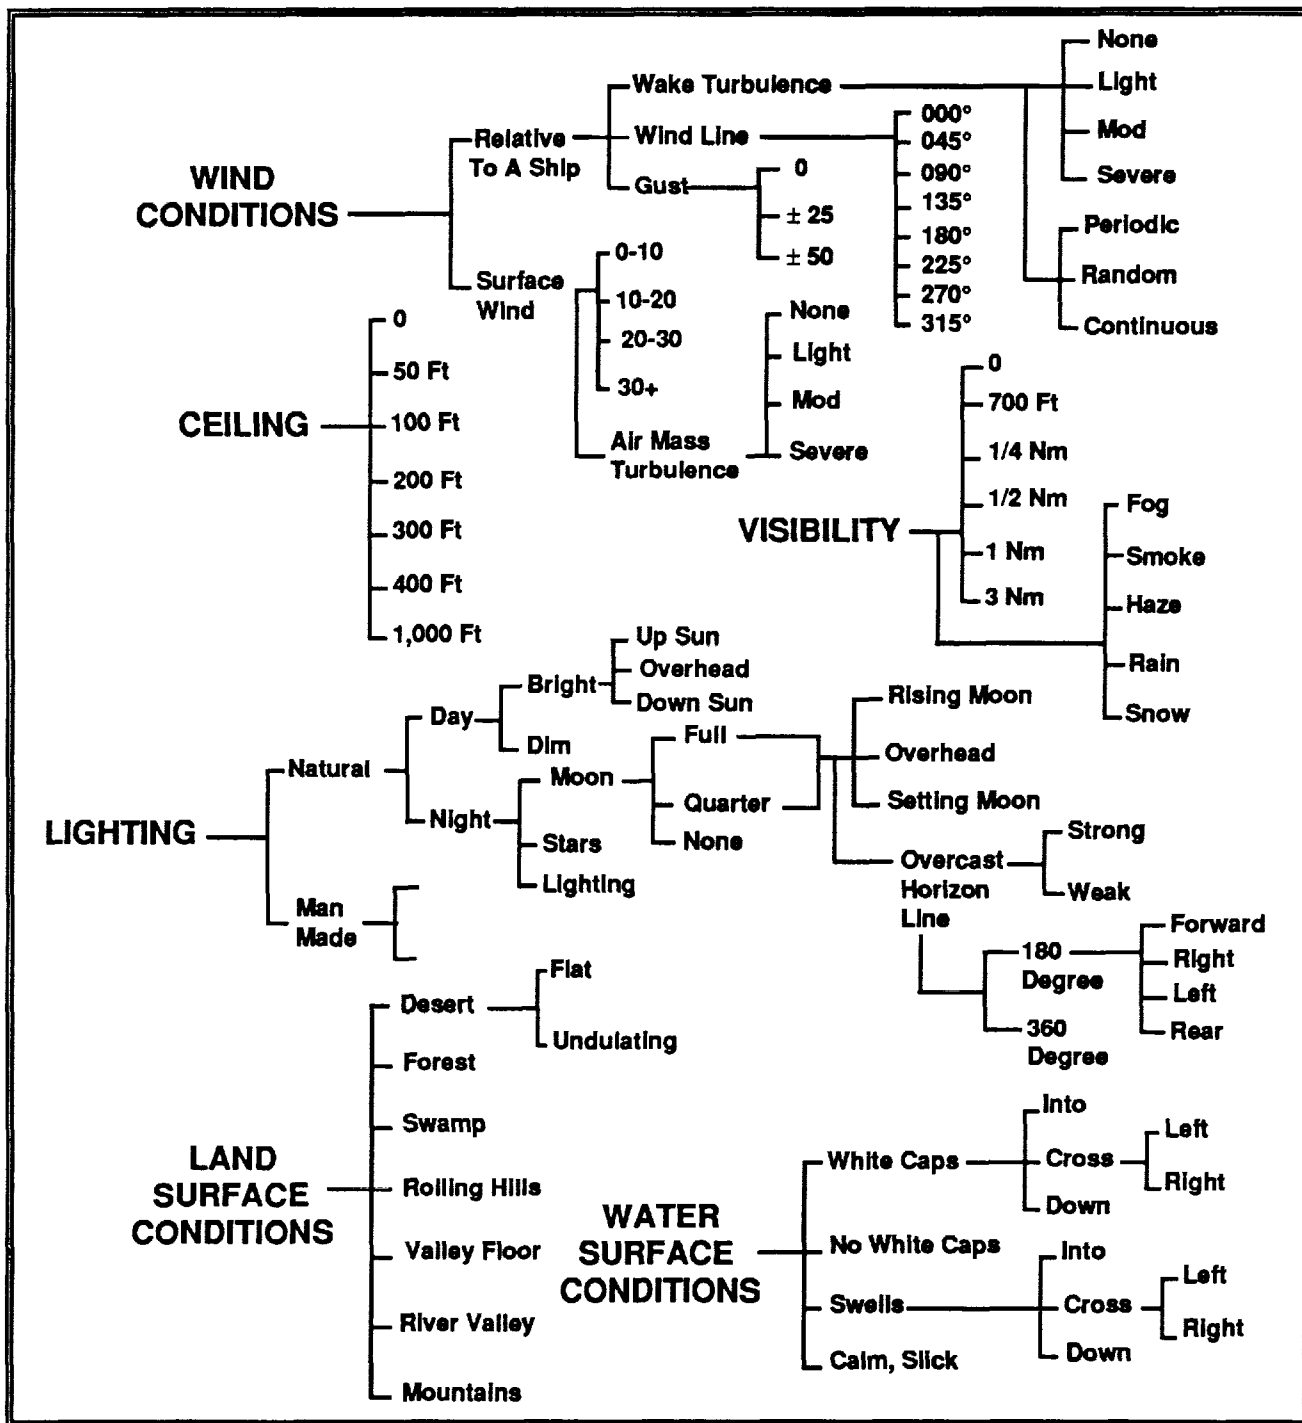 WIND
CONDITIONS
Relative
To A Ship
Wake Turbulence
None
Light
Mod
Severe
Periodic
Random
Continuous
Wind Line
000°
045°
090°
135°
180°
225°
270°
315°
Gust
0
± 25
± 50
Surface
Wind
0-10
10-20
20-30
30+
Air Mass
Turbulence
None
Light
Mod
Severe
CEILING
0
50 Ft
100 Ft
200 Ft
300 Ft
400 Ft
1,000 Ft
VISIBILITY
0
700 Ft
1/4 Nm
1/2 Nm
1 Nm
3 Nm
Fog
Smoke
Haze
Rain
Snow
LIGHTING
Natural
Day
Bright
Up Sun
Overhead
Down Sun
Dim
Night
Moon
Full
Quarter
None
Rising Moon
Overhead
Setting Moon
Overcast
Horizon
Line
Strong
Weak
180
Degree
Forward
Right
Left
Rear
360
Degree
Stars
Lighting
Man
Made
LAND
SURFACE
CONDITIONS
Desert
Flat
Undulating
Forest
Swamp
Rolling Hills
Valley Floor
River Valley
Mountains
WATER
SURFACE
CONDITIONS
White Caps
Into
Cross
Left
Right
Down
No White Caps
Swells
Into
Cross
Left
Right
Down
Calm, Slick